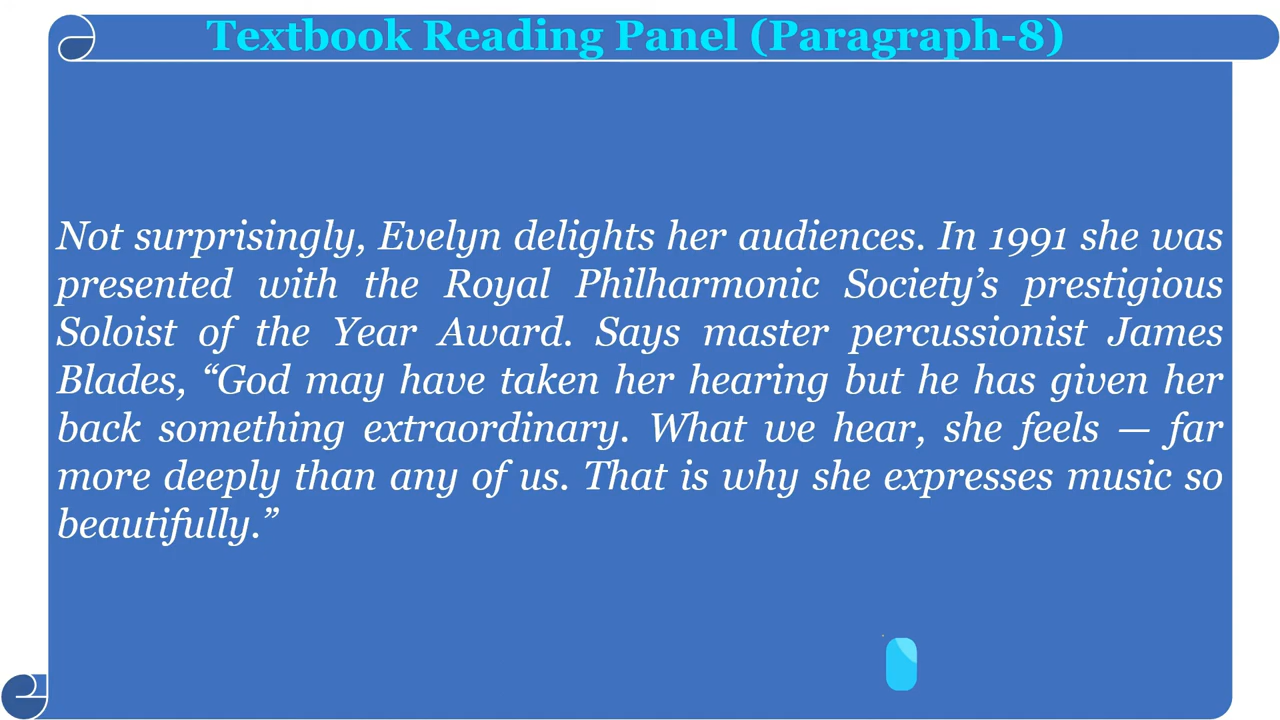 Textbook Reading Panel (Paragraph-8)
Not surprisingly, Evelyn delights her audiences. In 1991 she was
presented with the Royal Philharmonic Society’s prestigious
Soloist of the Year Award. Says master percussionist James
Blades, “God may have taken her hearing but he has given her
back something extraordinary. What we hear, she feels — far
more deeply than any of us. That is why she expresses music so
beautifully.”